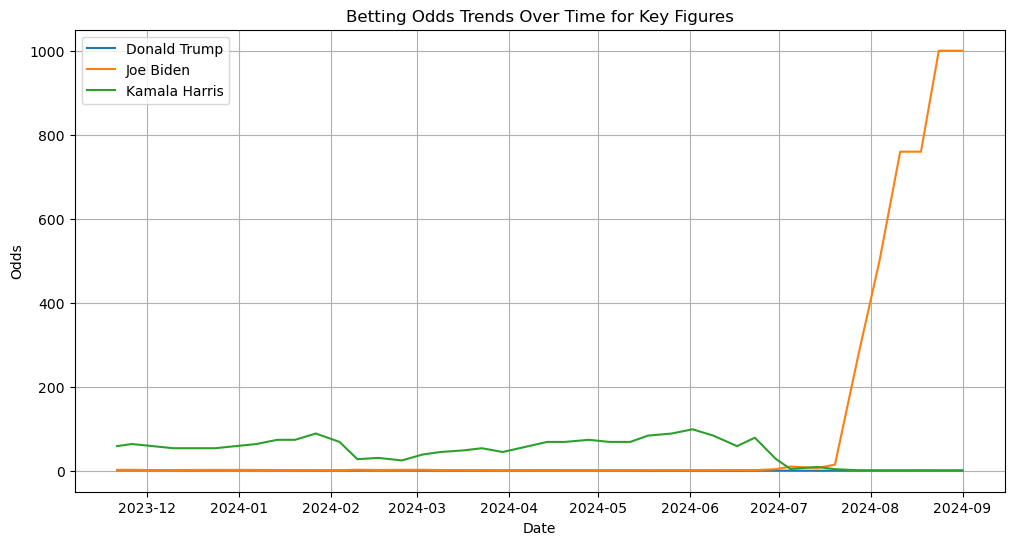 Betting Odds Trends Over Time for Key Figures
Donald Trump
Joe Biden
Kamala Harris
1000
800
600
400
200
0
Odds
2023-12 2024-01 2024-02 2024-03 2024-04 2024-05 2024-06 2024-07 2024-08 2024-09
Date